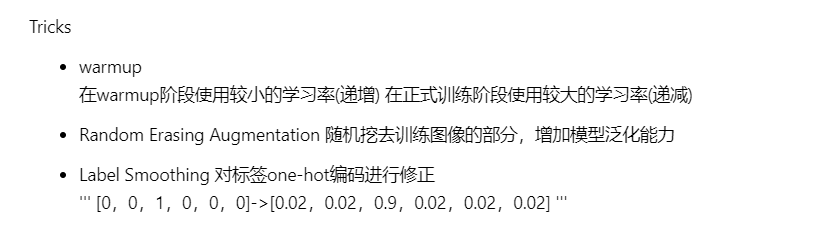 Tricks
warmup
在warmup阶段使用较小的学习率(递增) 在正式训练阶段使用较大的学习率(递减)
Random Erasing Augmentation 随机挖去训练图像的部分，增加模型泛化能力
Label Smoothing 对标签one-hot编码进行修正
''' [0，0，1，0，0，0]->[0.02，0.02，0.9，0.02，0.02，0.02] '''